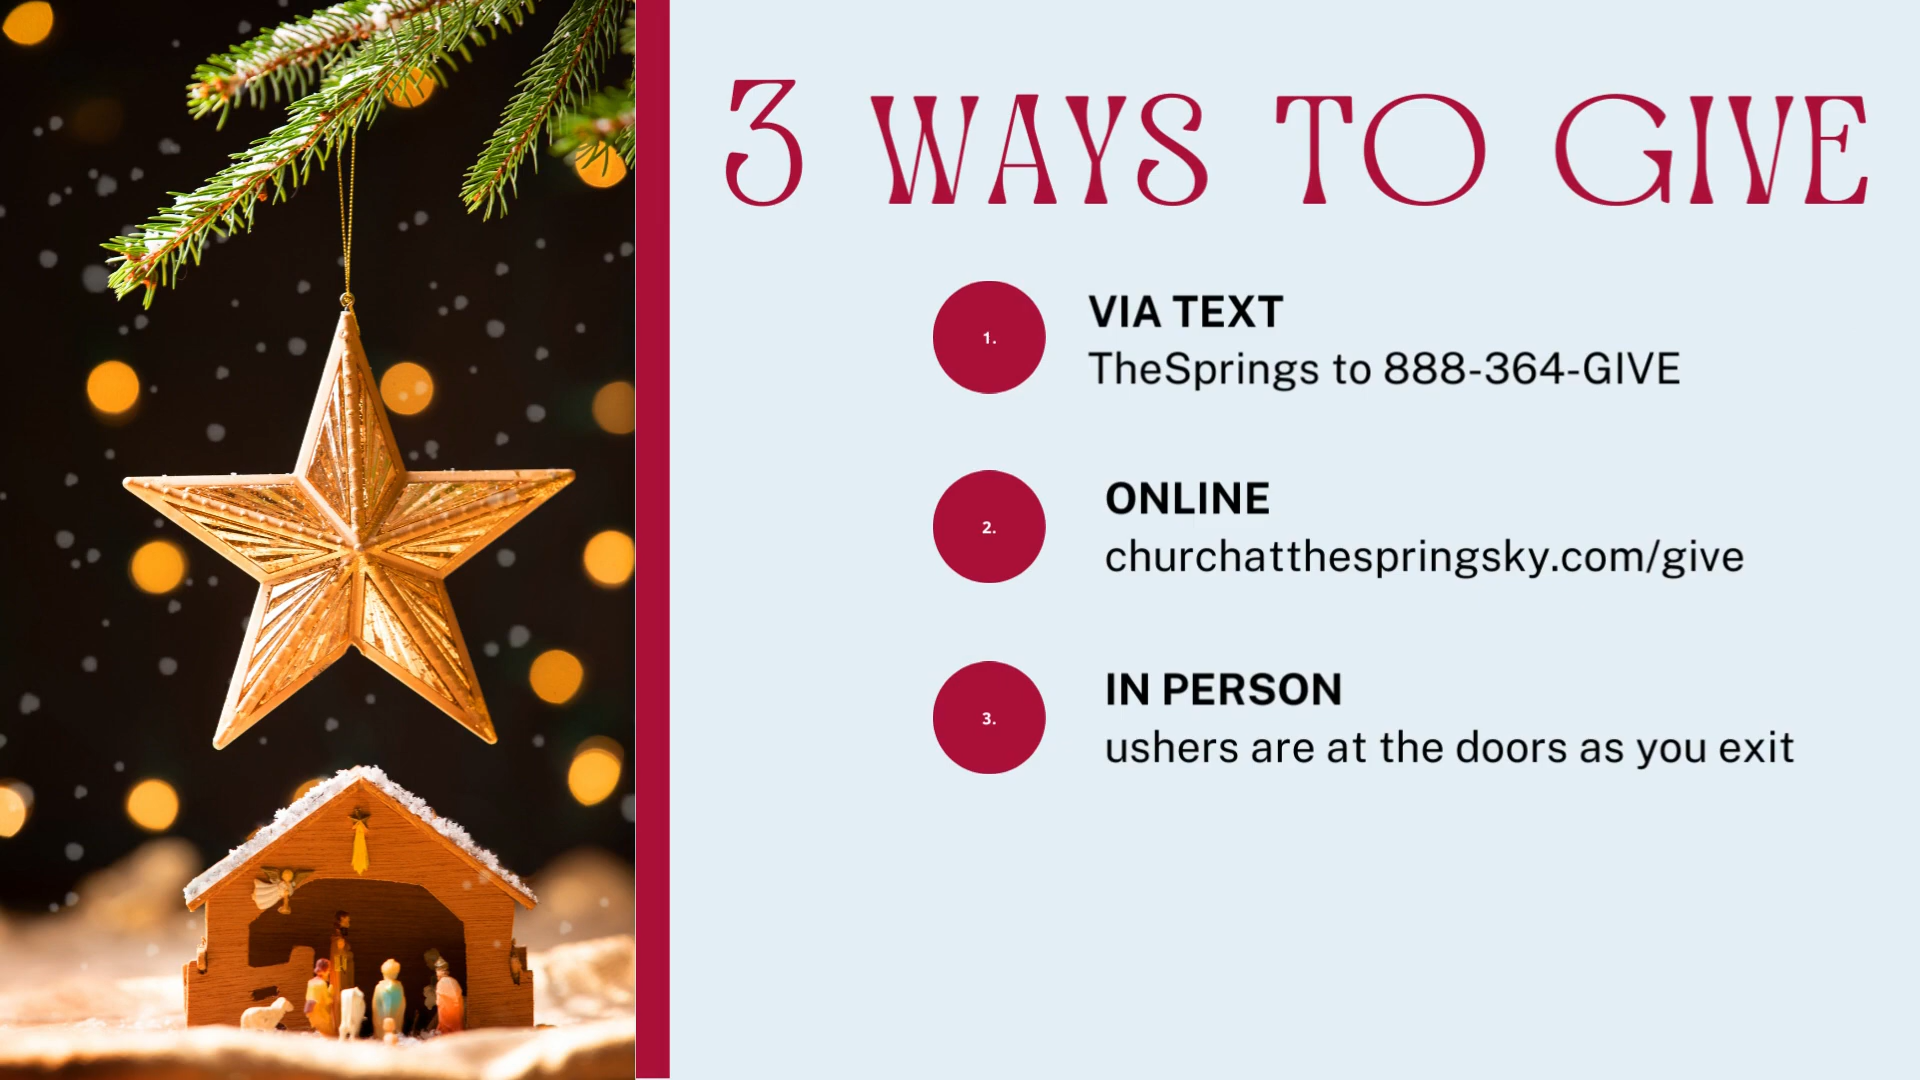 3 WAYS TO GIVE
1.
VIA TEXT
TheSprings to 888-364-GIVE
2.
ONLINE
churchatthespringsky.com/give
3.
IN PERSON
ushers are at the doors as you exit